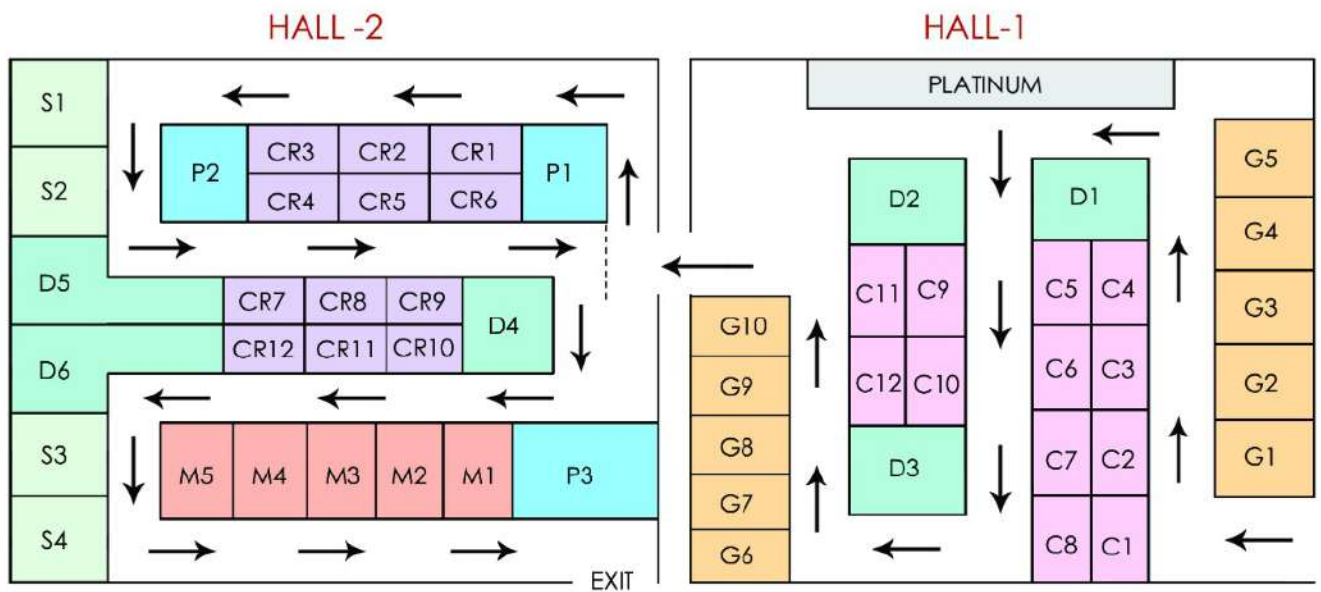 HALL -2
HALL-1
S1
S2
D5
D6
S3
S4
P2
CR3
CR2
CR1
P1
CR4
CR5
CR6
CR7
CR8
CR9
D4
CR12
CR11
CR10
M5
M4
M3
M2
M1
P3
EXIT
PLATINUM
D2
D1
C11
C9
C12
C10
D3
C5
C4
C6
C3
C7
C2
C8
C1
G5
G4
G3
G2
G1
G10
G9
G8
G7
G6